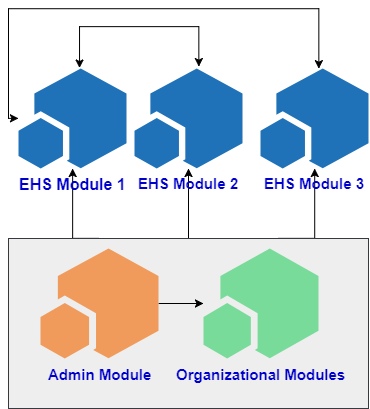 EHS Module 1
EHS Module 2
EHS Module 3
Admin Module
Organizational Modules